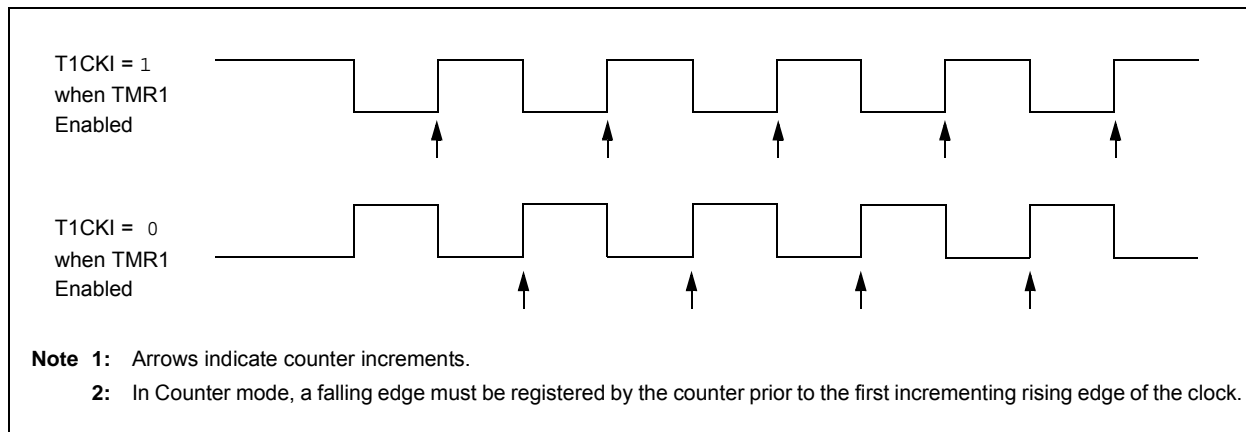 T1CKI = 1
when TMR1
Enabled
T1CKI = 0
when TMR1
Enabled
Note 1: Arrows indicate counter increments.
2: In Counter mode, a falling edge must be registered by the counter prior to the first incrementing rising edge of the clock.